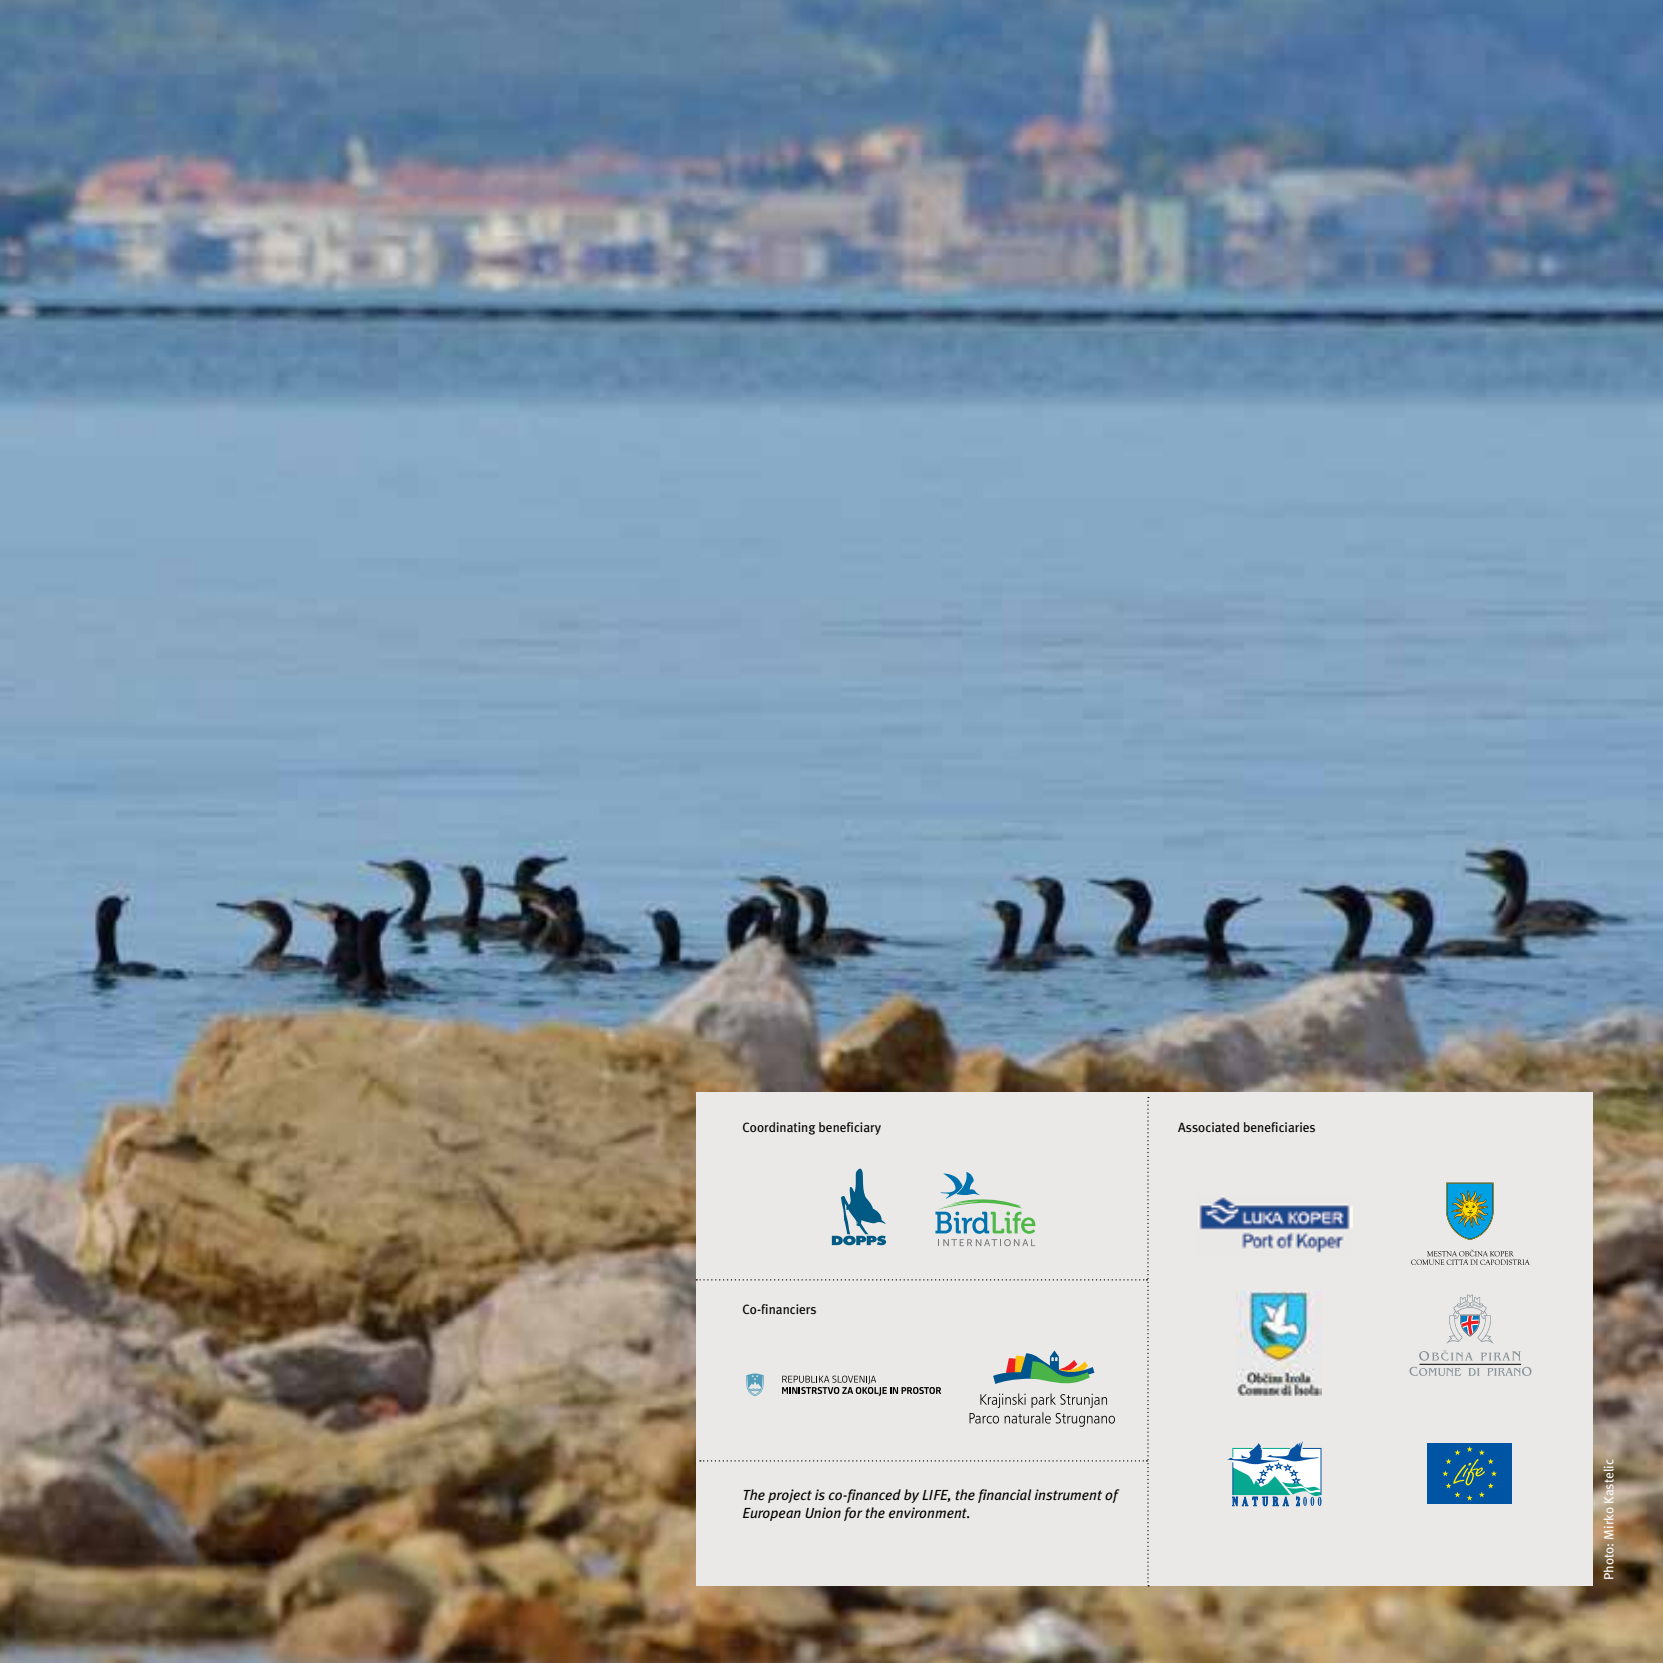 Coordinating beneficiary
DOPPS
BirdLife
INTERNATIONAL
Co-financiers
REPUBLIKA SLOVENIJA
MINISTRSTVO ZA OKOLJE IN PROSTOR
Krajinski park Strunjan
Parco naturale Strugnano
The project is co-financed by LIFE, the financial instrument of
European Union for the environment.
Associated beneficiaries
LUKA KOPER
Port of Koper
MESTNA OBČINA KOPER
COMUNE CITTA DI CAPODISTRIA
Občina Izola
Comune di Isola
OBČINA PIRAN
COMUNE DI PIRANO
NATURA 2000
Life
Photo: Mirko Kastelic